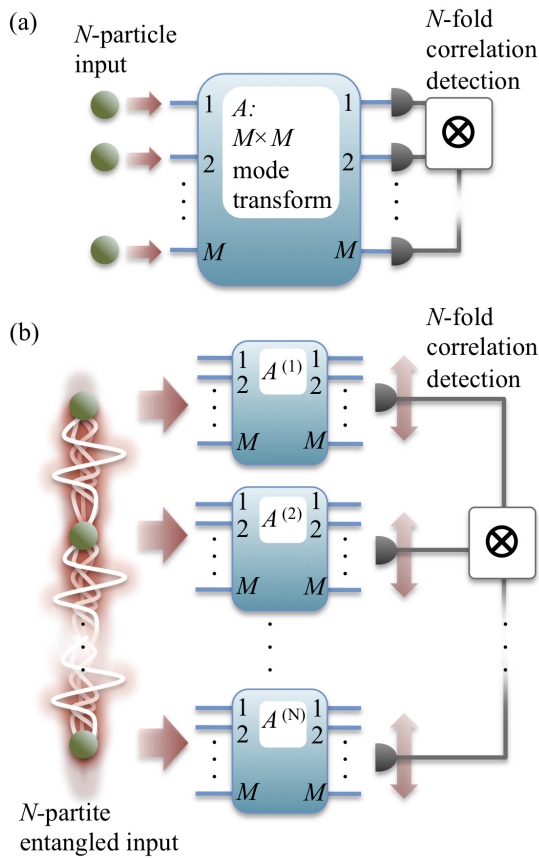 (a)
N-particle
input
N-fold
correlation
detection
1
2
M
A:
M×M
mode
transform
1
2
M
⊗
(b)
N-fold
correlation
detection
1
2
M
A(1)
1
2
M
1
2
M
A(2)
1
2
M
⊗
1
2
M
A(N)
1
2
M
N-partite
entangled input